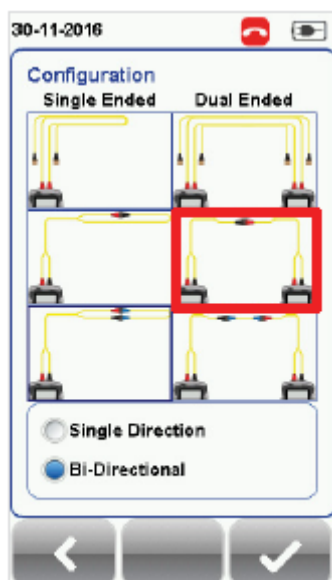 30-11-2016
Configuration
Single Ended Dual Ended
Single Direction
Bi-Directional